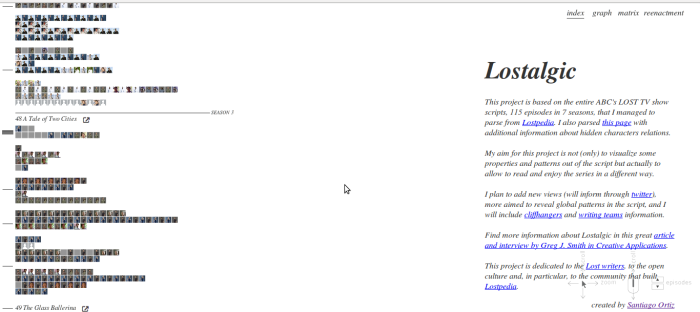 index graph matrix reenactment
Lostalgic
This project is based on the entire ABC's LOST TV show
scripts, 115 episodes in 7 seasons, that I managed to
parse from Lostpedia. I also parsed this page with
additional information about hidden characters relations.
My aim for this project is not (only) to visualize some
properties and patterns out of the script but actually to
allow to read and enjoy the series in a different way.
I plan to add new views (will inform through twitter),
more aimed to reveal global patterns in the script, and I
will include cliffhangers and writing teams information.
Find more information about Lostalgic in this great article
and interview by Greg J. Smith in Creative Applications.
This project is dedicated to the Lost writers, to the open
culture and, in particular, to the community that built
Lostpedia.
zoom
episodes
created by Santiago Ortiz
SEASON 3
48 A Tale of Two Cities
49 The Glass Ballerina